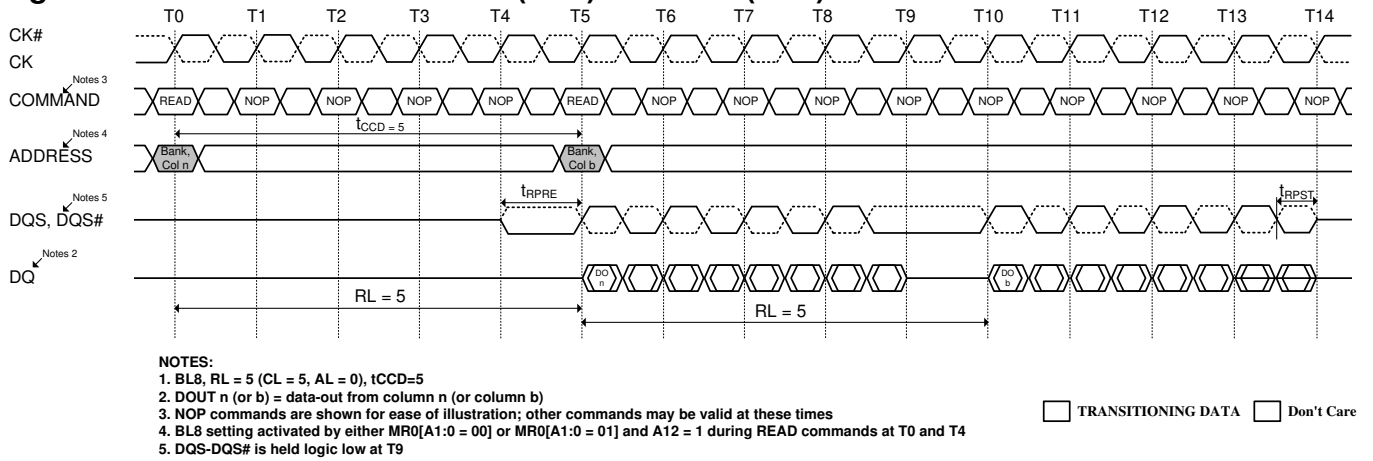 T0 T1 T2 T3 T4 T5 T6 T7 T8 T9 T10 T11 T12 T13 T14
CK#
CK
Notes 3
COMMAND READ NOP NOP NOP NOP READ NOP NOP NOP NOP NOP NOP NOP NOP NOP
tCCD = 5
Notes 4
ADDRESS
Bank, Col n
Bank, Col b
tRPRE
tRPST
Notes 5
DQS, DQS#
Notes 2
DQ
DO n
DO b
RL = 5
RL = 5
NOTES:
1. BL8, RL = 5 (CL = 5, AL = 0), tCCD=5
2. DOUT n (or b) = data-out from column n (or column b)
3. NOP commands are shown for ease of illustration; other commands may be valid at these times
4. BL8 setting activated by either MR0[A1:0 = 00] or MR0[A1:0 = 01] and A12 = 1 during READ commands at T0 and T4
5. DQS-DQS# is held logic low at T9
TRANSITIONING DATA
Don't Care